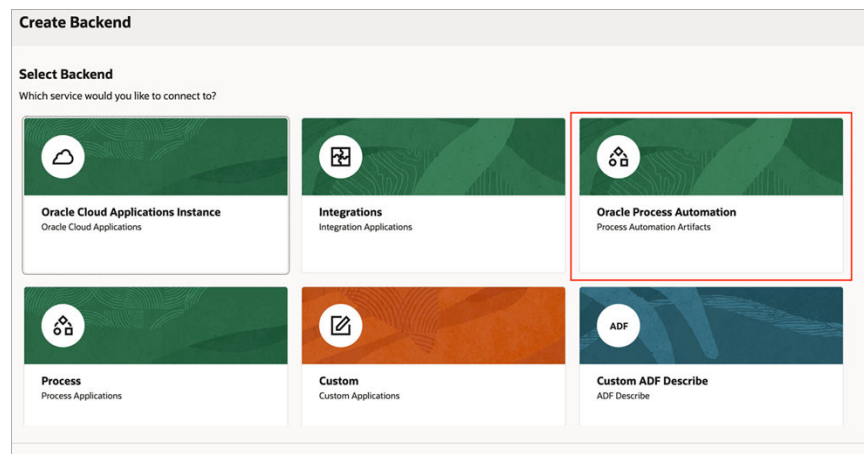 Create Backend
Select Backend
Which service would you like to connect to?
Oracle Cloud Applications Instance
Oracle Cloud Applications
Integrations
Integration Applications
Oracle Process Automation
Process Automation Artifacts
Process
Process Applications
Custom
Custom Applications
ADF
Custom ADF Describe
ADF Describe